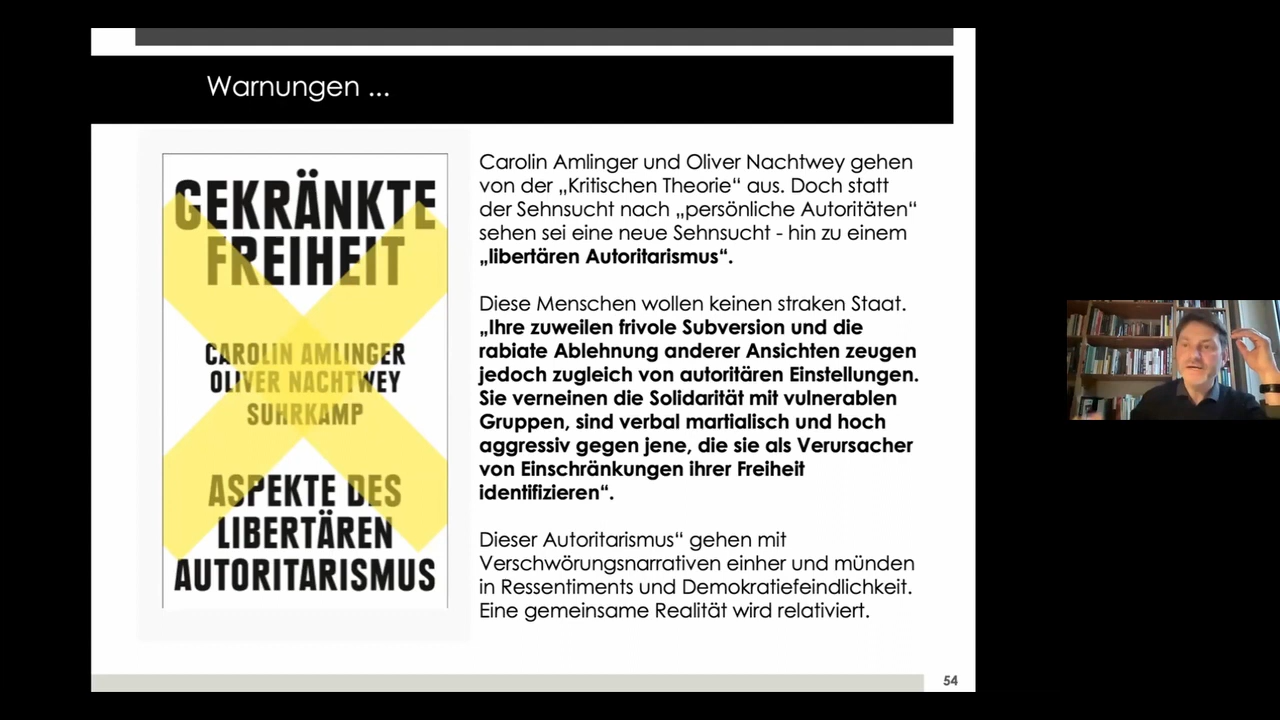 Warnungen ...
GEKRÄNKTE
FREIHEIT
CAROLIN AMLINGER
OLIVER NACHTWEY
SUHRKAMP
ASPEKTE DES
LIBERTÄREN
AUTORITARISMUS
Carolin Amlinger und Oliver Nachtwey gehen
von der „Kritischen Theorie“ aus. Doch statt
der Sehnsucht nach „persönliche Autoritäten“
sehen sei eine neue Sehnsucht - hin zu einem
„libertären Autoritarismus“.
Diese Menschen wollen keinen straken Staat.
„Ihre zuweilen frivole Subversion und die
rabiate Ablehnung anderer Ansichten zeugen
jedoch zugleich von autoritären Einstellungen.
Sie verneinen die Solidarität mit vulnerablen
Gruppen, sind verbal martialisch und hoch
aggressiv gegen jene, die sie als Verursacher
von Einschränkungen ihrer Freiheit
identifizieren“.
Dieser Autoritarismus“ gehen mit
Verschwörungsnarrativen einher und münden
in Ressentiments und Demokratiefeindlichkeit.
Eine gemeinsame Realität wird relativiert.
54